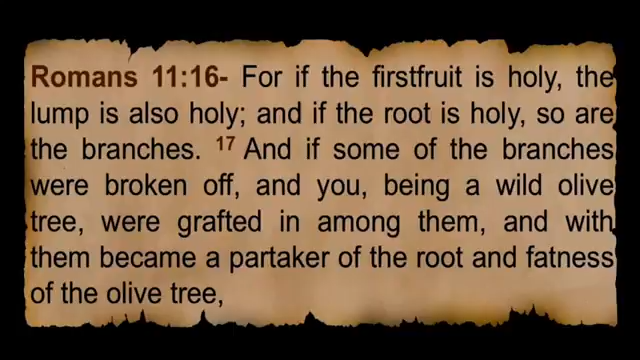 Romans 11:16- For if the firstfruit is holy, the
lump is also holy; and if the root is holy, so are
the branches. 17 And if some of the branches
were broken off, and you, being a wild olive
tree, were grafted in among them, and with
them became a partaker of the root and fatness
of the olive tree,